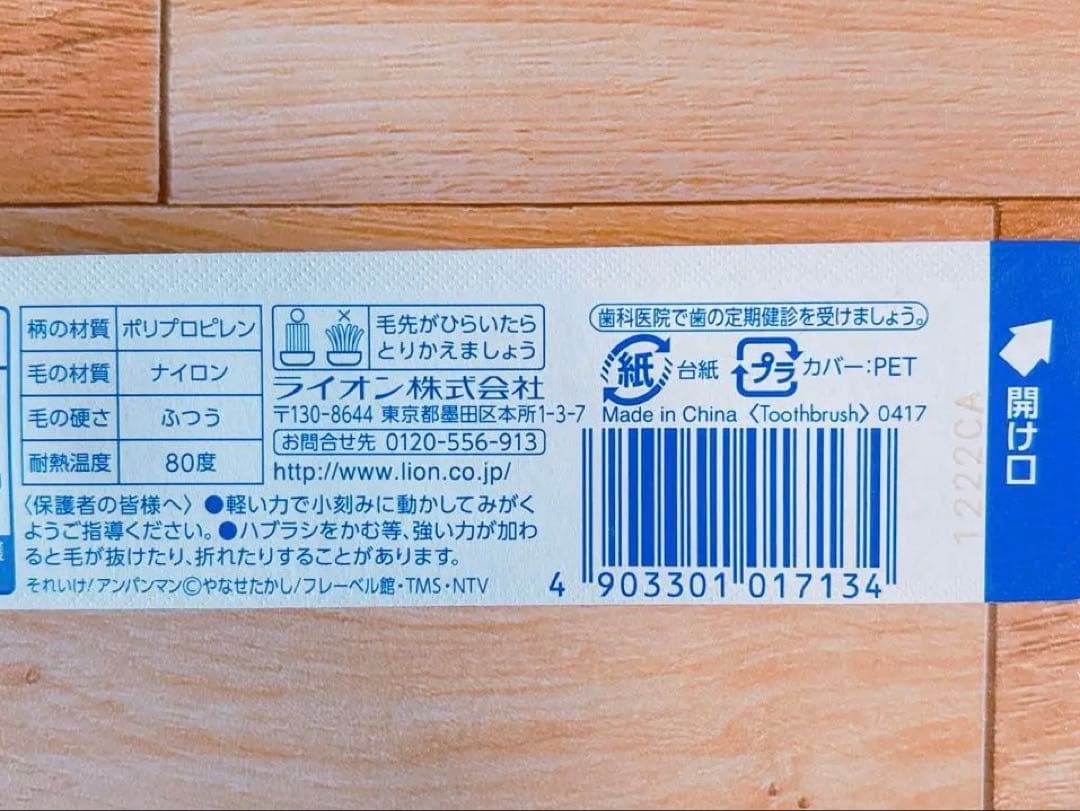 柄の材質 ポリプロピレン
毛の材質 ナイロン
毛の硬さ ふつう
耐熱温度 80度
毛先がひらいたら
とりかえましょう
ライオン株式会社
〒130-8644 東京都墨田区本所1-3-7
お問合せ先 0120-556-913
http://www.lion.co.jp/
〈保護者の皆様へ〉●軽い力で小刻みに動かしてみがく
ようご指導ください。●ハブラシをかむ等、強い力が加わ
ると毛が抜けたり、折れたりすることがあります。
それいけ!アンパンマン©やなせたかし/フレーベル館・TMS・NTV
歯科医院で歯の定期健診を受けましょう。
紙 台紙 プラ カバー:PET
Made in China 〈Toothbrush〉 0417
4 903301 017134
1222CA
開け口